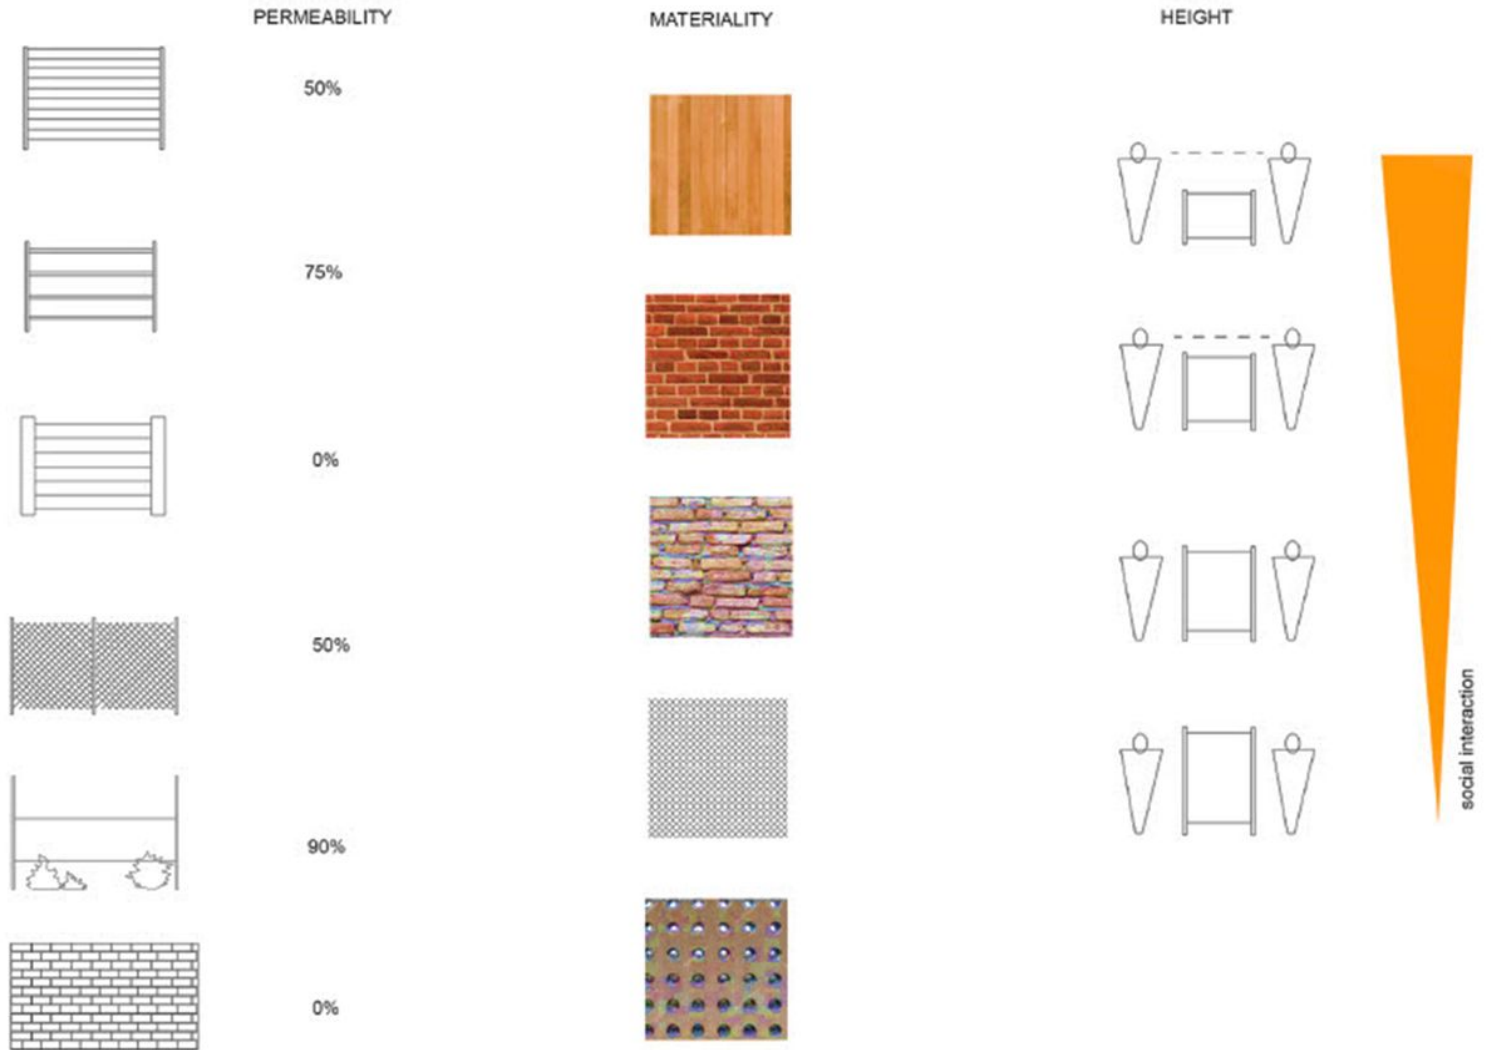 PERMEABILITY
MATERIALITY
HEIGHT
50%
75%
0%
50%
90%
0%
social interaction